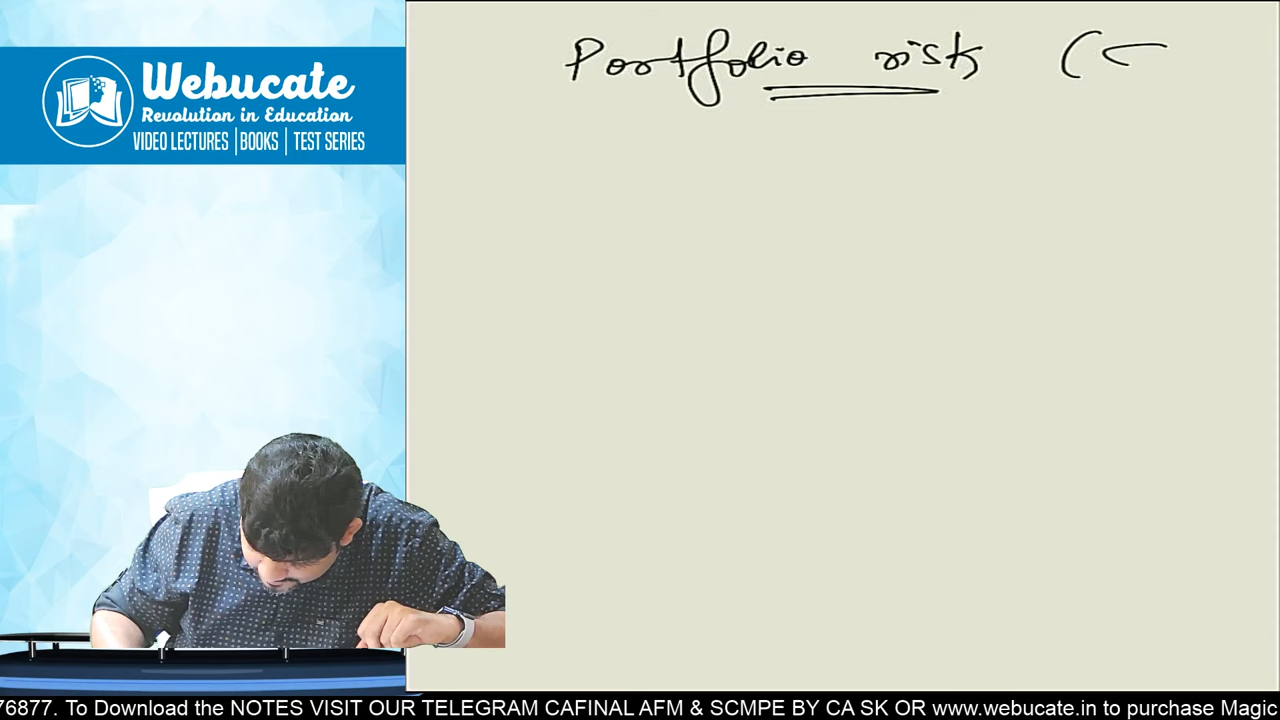 Portfolio risk (σ
Webucate
Revolution in Education
VIDEO LECTURES | BOOKS | TEST SERIES
76877. To Download the NOTES VISIT OUR TELEGRAM CAFINAL AFM & SCMPE BY CA SK OR www.webucate.in to purchase Magic